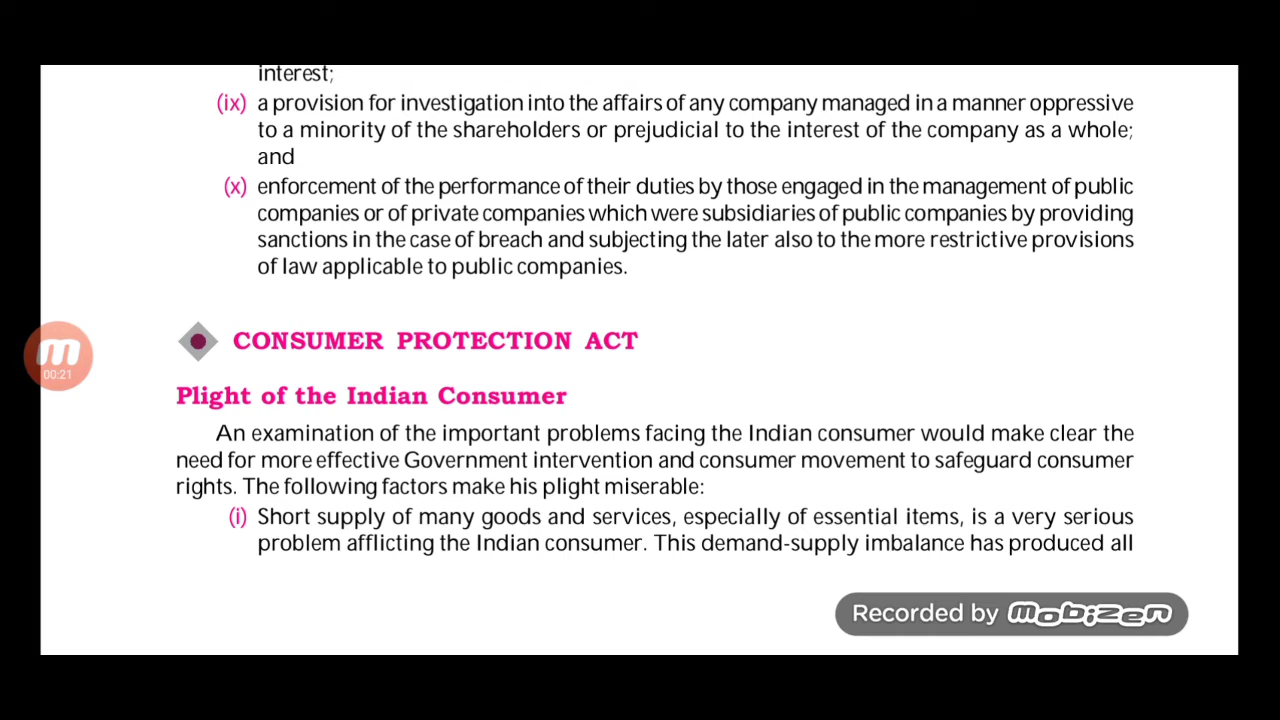 interest;
(ix) a provision for investigation into the affairs of any company managed in a manner oppressive
to a minority of the shareholders or prejudicial to the interest of the company as a whole;
and
(x) enforcement of the performance of their duties by those engaged in the management of public
companies or of private companies which were subsidiaries of public companies by providing
sanctions in the case of breach and subjecting the later also to the more restrictive provisions
of law applicable to public companies.
CONSUMER PROTECTION ACT
Plight of the Indian Consumer
An examination of the important problems facing the Indian consumer would make clear the
need for more effective Government intervention and consumer movement to safeguard consumer
rights. The following factors make his plight miserable:
(i) Short supply of many goods and services, especially of essential items, is a very serious
problem afflicting the Indian consumer. This demand-supply imbalance has produced all
m
00:21
Recorded by mobizen